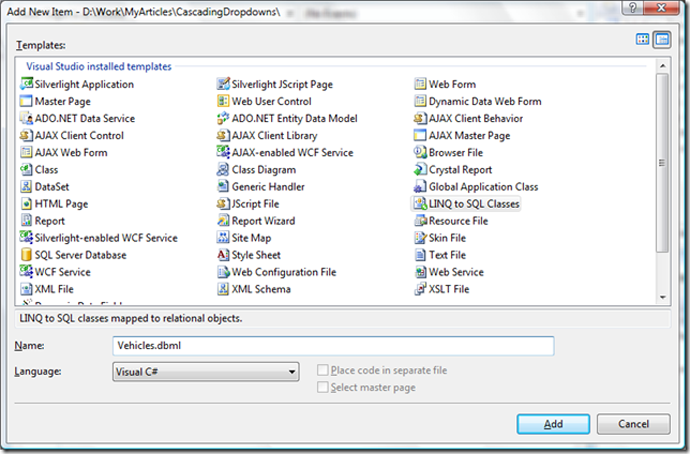 Add New Item - D:\Work\MyArticles\CascadingDropdowns\
Templates:
Visual Studio installed templates
Silverlight Application Silverlight JScript Page Web Form
Master Page Web User Control Dynamic Data Web Form
ADO.NET Data Service ADO.NET Entity Data Model AJAX Client Behavior
AJAX Client Control AJAX Client Library AJAX Master Page
AJAX Web Form AJAX-enabled WCF Service Browser File
Class Class Diagram Crystal Report
DataSet Generic Handler Global Application Class
HTML Page JScript File LINQ to SQL Classes
Report Report Wizard Resource File
Silverlight-enabled WCF Service Site Map Skin File
SQL Server Database Style Sheet Text File
WCF Service Web Configuration File Web Service
XML File XML Schema XSLT File
LINQ to SQL classes mapped to relational objects.
Name: Vehicles.dbml
Language: Visual C# Place code in separate file
Select master page
Add Cancel